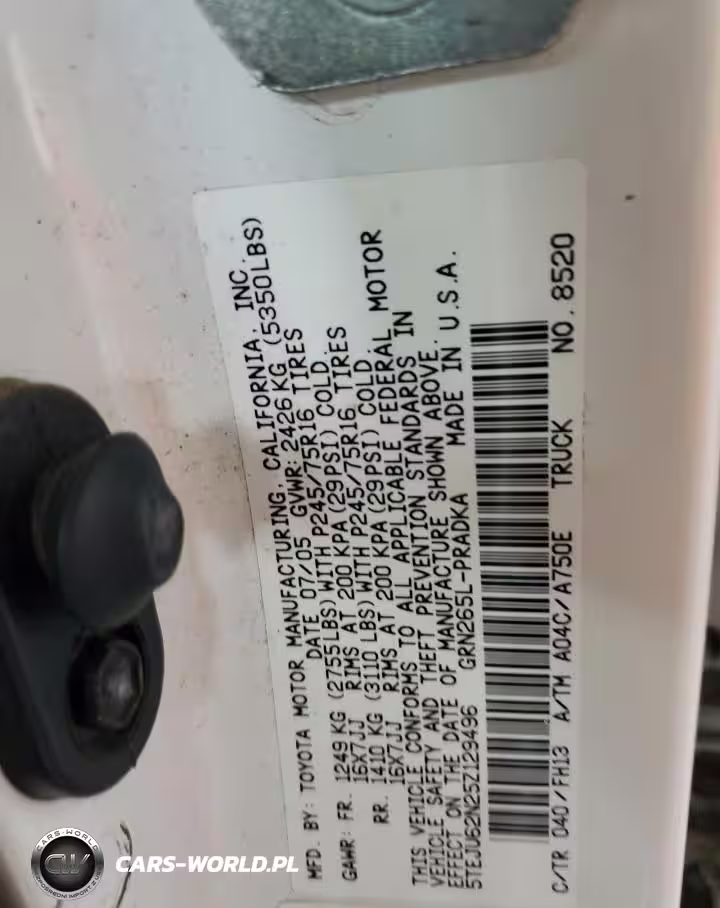 MFD. BY: TOYOTA MOTOR MANUFACTURING, CALIFORNIA, INC.
DATE 07/05 GVWR: 2426 KG (5350LBS)
GAWR: FR. 1249 KG (2755LBS) WITH P245/75R16 TIRES
16X7JJ RIMS AT 200 KPA (29PSI) COLD.
RR. 1410 KG (3110 LBS) WITH P245/75R16 TIRES
16X7JJ RIMS AT 200 KPA (29PSI) COLD
THIS VEHICLE CONFORMS TO ALL APPLICABLE FEDERAL MOTOR
VEHICLE SAFETY AND THEFT PREVENTION STANDARDS IN
EFFECT ON THE DATE OF MANUFACTURE SHOWN ABOVE.
5TEJU62N25Z129496 GRN265L-PRADKA MADE IN U.S.A.
C/TR 040/FH13 A/TM A04C/A750E TRUCK NO. 8520
CARS-WORLD
CW
CARS-WORLD.PL